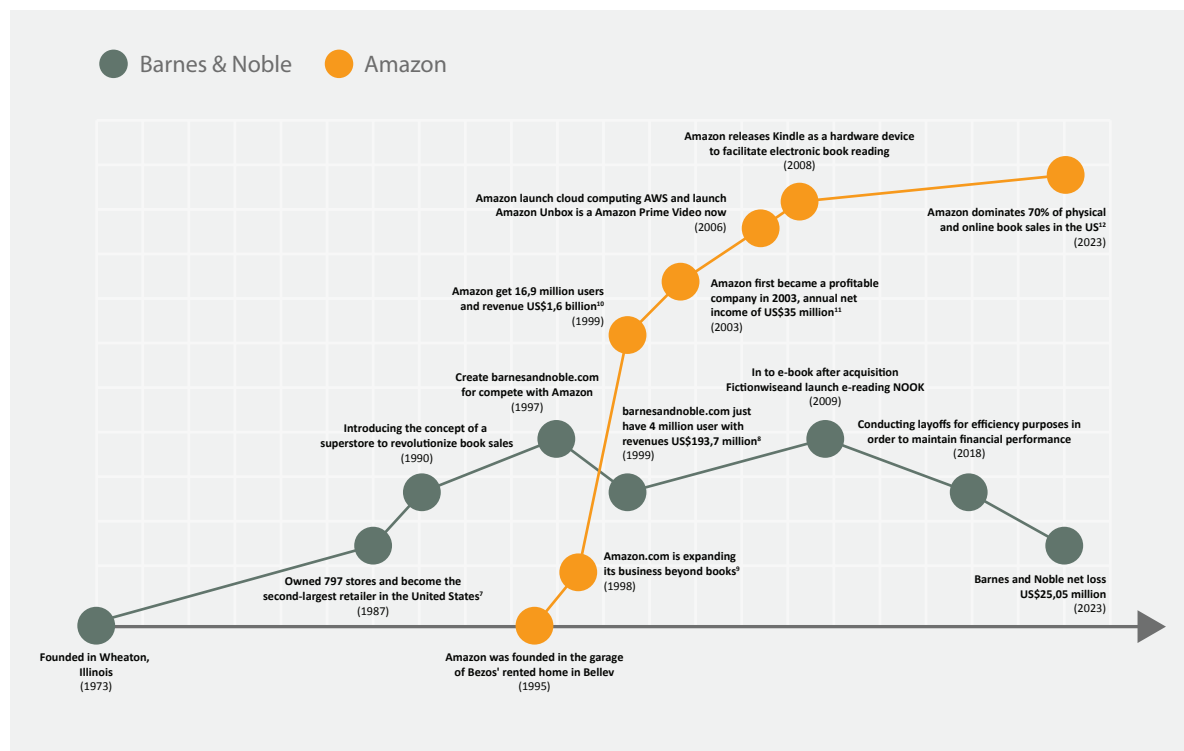 Barnes & Noble
Amazon
Amazon releases Kindle as a hardware device
to facilitate electronic book reading
(2008)
Amazon launch cloud computing AWS and launch
Amazon Unbox is a Amazon Prime Video now
(2006)
Amazon dominates 70% of physical
and online book sales in the US¹²
(2023)
Amazon get 16,9 million users
and revenue US$1,6 billion¹⁰
(1999)
Amazon first became a profitable
company in 2003, annual net
income of US$35 million¹¹
(2003)
Create barnesandnoble.com
for compete with Amazon
(1997)
In to e-book after acquisition
Fictionwiseand launch e-reading NOOK
(2009)
Introducing the concept of a
superstore to revolutionize book sales
(1990)
barnesandnoble.com just
have 4 million user with
revenues US$193,7 million⁸
(1999)
Conducting layoffs for efficiency purposes in
order to maintain financial performance
(2018)
Owned 797 stores and become the
second-largest retailer in the United States⁷
(1987)
Amazon.com is expanding
its business beyond books⁹
(1998)
Barnes and Noble net loss
US$25,05 million
(2023)
Founded in Wheaton,
Illinois
(1973)
Amazon was founded in the garage
of Bezos' rented home in Bellev
(1995)